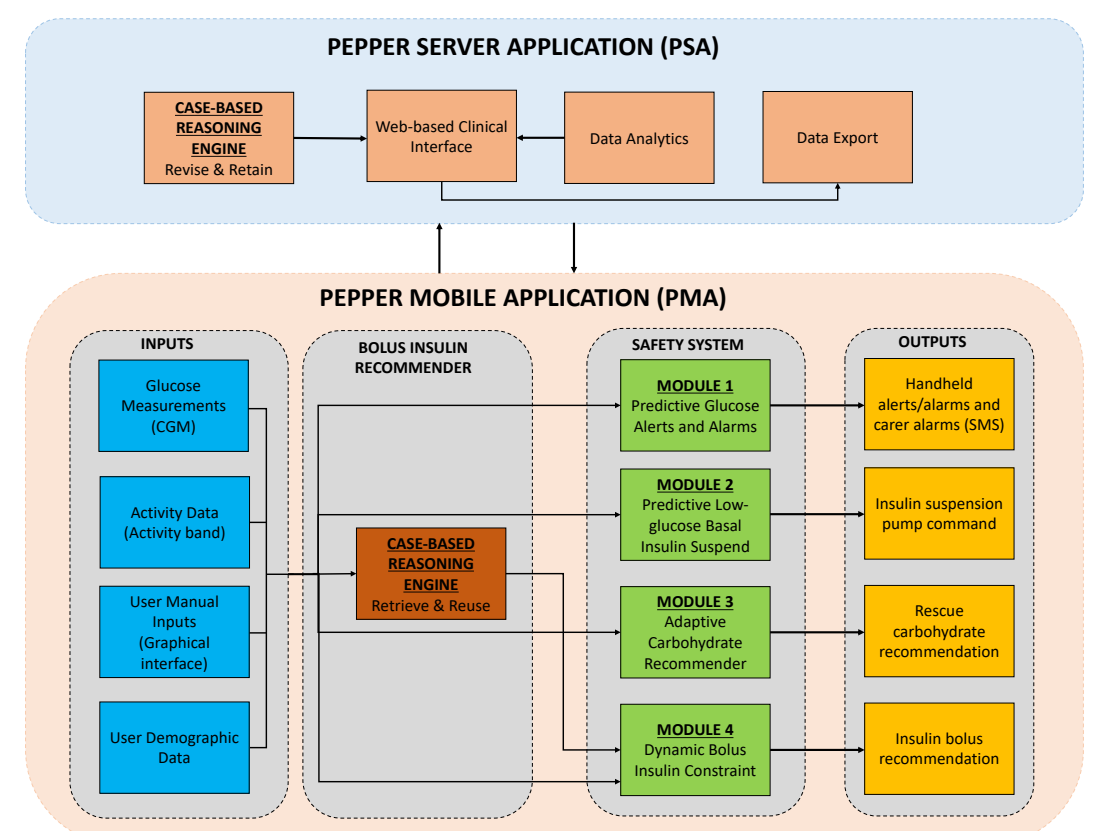 PEPPER SERVER APPLICATION (PSA)
CASE-BASED
REASONING
ENGINE
Revise & Retain
Web-based Clinical
Interface
Data Analytics
Data Export
PEPPER MOBILE APPLICATION (PMA)
INPUTS
Glucose
Measurements
(CGM)
Activity Data
(Activity band)
User Manual
Inputs
(Graphical
interface)
User Demographic
Data
BOLUS INSULIN
RECOMMENDER
CASE-BASED
REASONING
ENGINE
Retrieve & Reuse
SAFETY SYSTEM
MODULE 1
Predictive Glucose
Alerts and Alarms
MODULE 2
Predictive Low-
glucose Basal
Insulin Suspend
MODULE 3
Adaptive
Carbohydrate
Recommender
MODULE 4
Dynamic Bolus
Insulin Constraint
OUTPUTS
Handheld
alerts/alarms and
carer alarms (SMS)
Insulin suspension
pump command
Rescue
carbohydrate
recommendation
Insulin bolus
recommendation